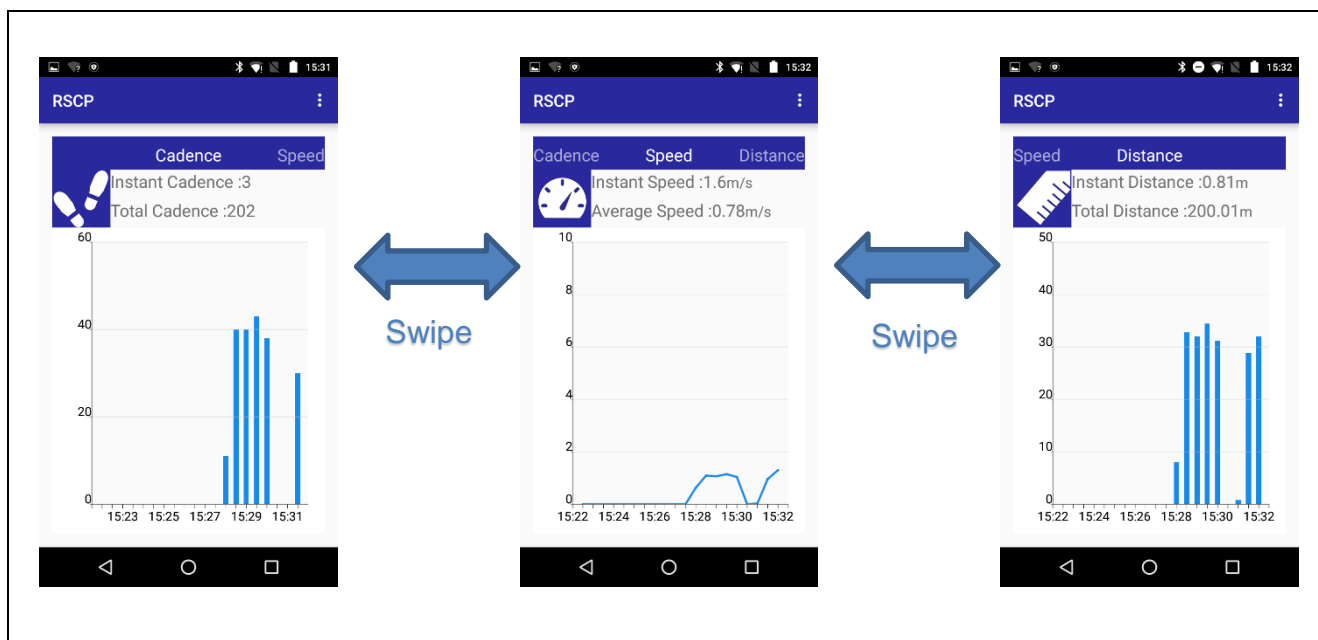 15:31
RSCP
Cadence Speed
Instant Cadence :3
Total Cadence :202
60
40
20
0
15:23 15:25 15:27 15:29 15:31
Swipe
15:32
RSCP
Cadence Speed Distance
Instant Speed :1.6m/s
Average Speed :0.78m/s
10
8
6
4
2
0
15:22 15:24 15:26 15:28 15:30 15:32
Swipe
15:32
RSCP
Speed Distance
Instant Distance :0.81m
Total Distance :200.01m
50
40
30
20
10
0
15:22 15:24 15:26 15:28 15:30 15:32